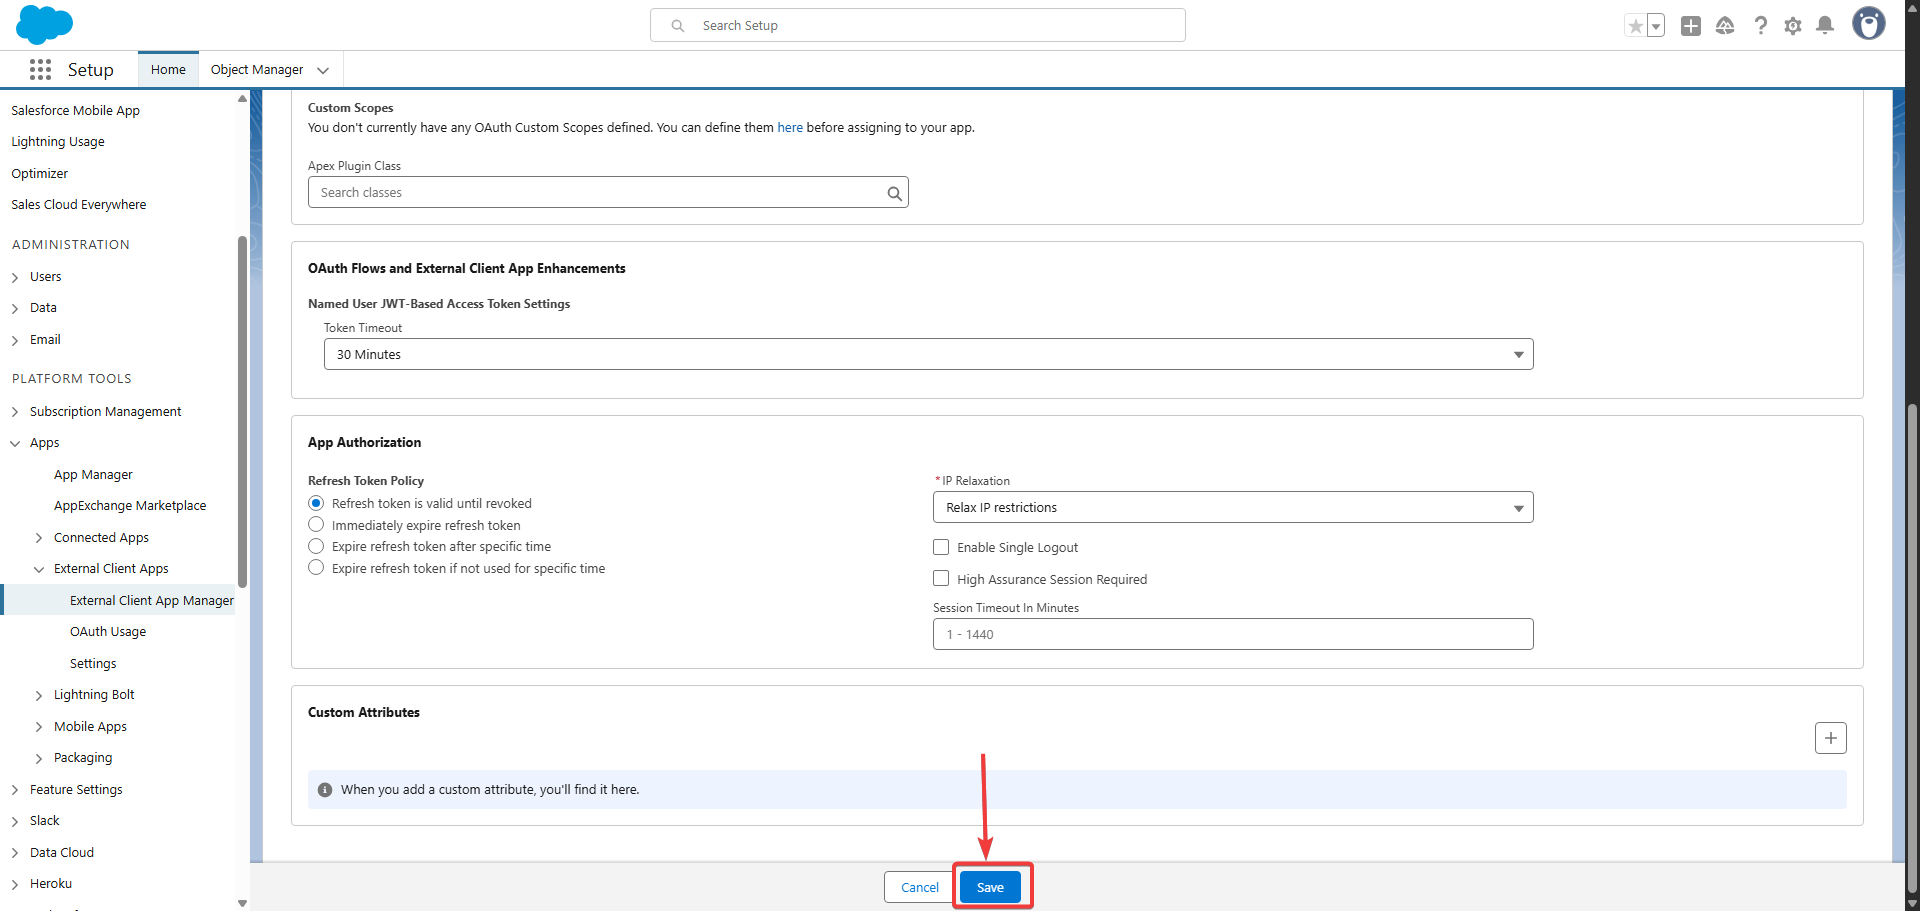 Search Setup
Setup
Home
Object Manager
Salesforce Mobile App
Lightning Usage
Optimizer
Sales Cloud Everywhere
ADMINISTRATION
Users
Data
Email
PLATFORM TOOLS
Subscription Management
Apps
App Manager
AppExchange Marketplace
Connected Apps
External Client Apps
External Client App Manager
OAuth Usage
Settings
Lightning Bolt
Mobile Apps
Packaging
Feature Settings
Slack
Data Cloud
Heroku
Custom Scopes
You don't currently have any OAuth Custom Scopes defined. You can define them here before assigning to your app.
Apex Plugin Class
Search classes
OAuth Flows and External Client App Enhancements
Named User JWT-Based Access Token Settings
Token Timeout
30 Minutes
App Authorization
Refresh Token Policy
Refresh token is valid until revoked
Immediately expire refresh token
Expire refresh token after specific time
Expire refresh token if not used for specific time
*IP Relaxation
Relax IP restrictions
Enable Single Logout
High Assurance Session Required
Session Timeout In Minutes
1 - 1440
Custom Attributes
When you add a custom attribute, you'll find it here.
Cancel
Save